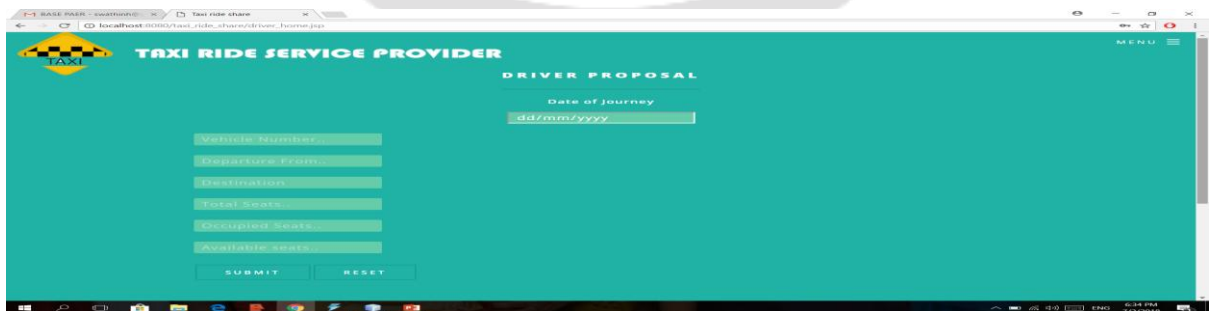 BASE PAER - swathinh@
Taxi ride share
localhost:8080/taxi_ride_share/driver_home.jsp
MENU
TAXI
TAXI RIDE SERVICE PROVIDER
DRIVER PROPOSAL
Date of Journey
dd/mm/yyyy
Vehicle Number..
Departure From..
Destination
Total Seats..
Occupied Seats..
Available seats..
SUBMIT RESET
ENG 6:34 PM